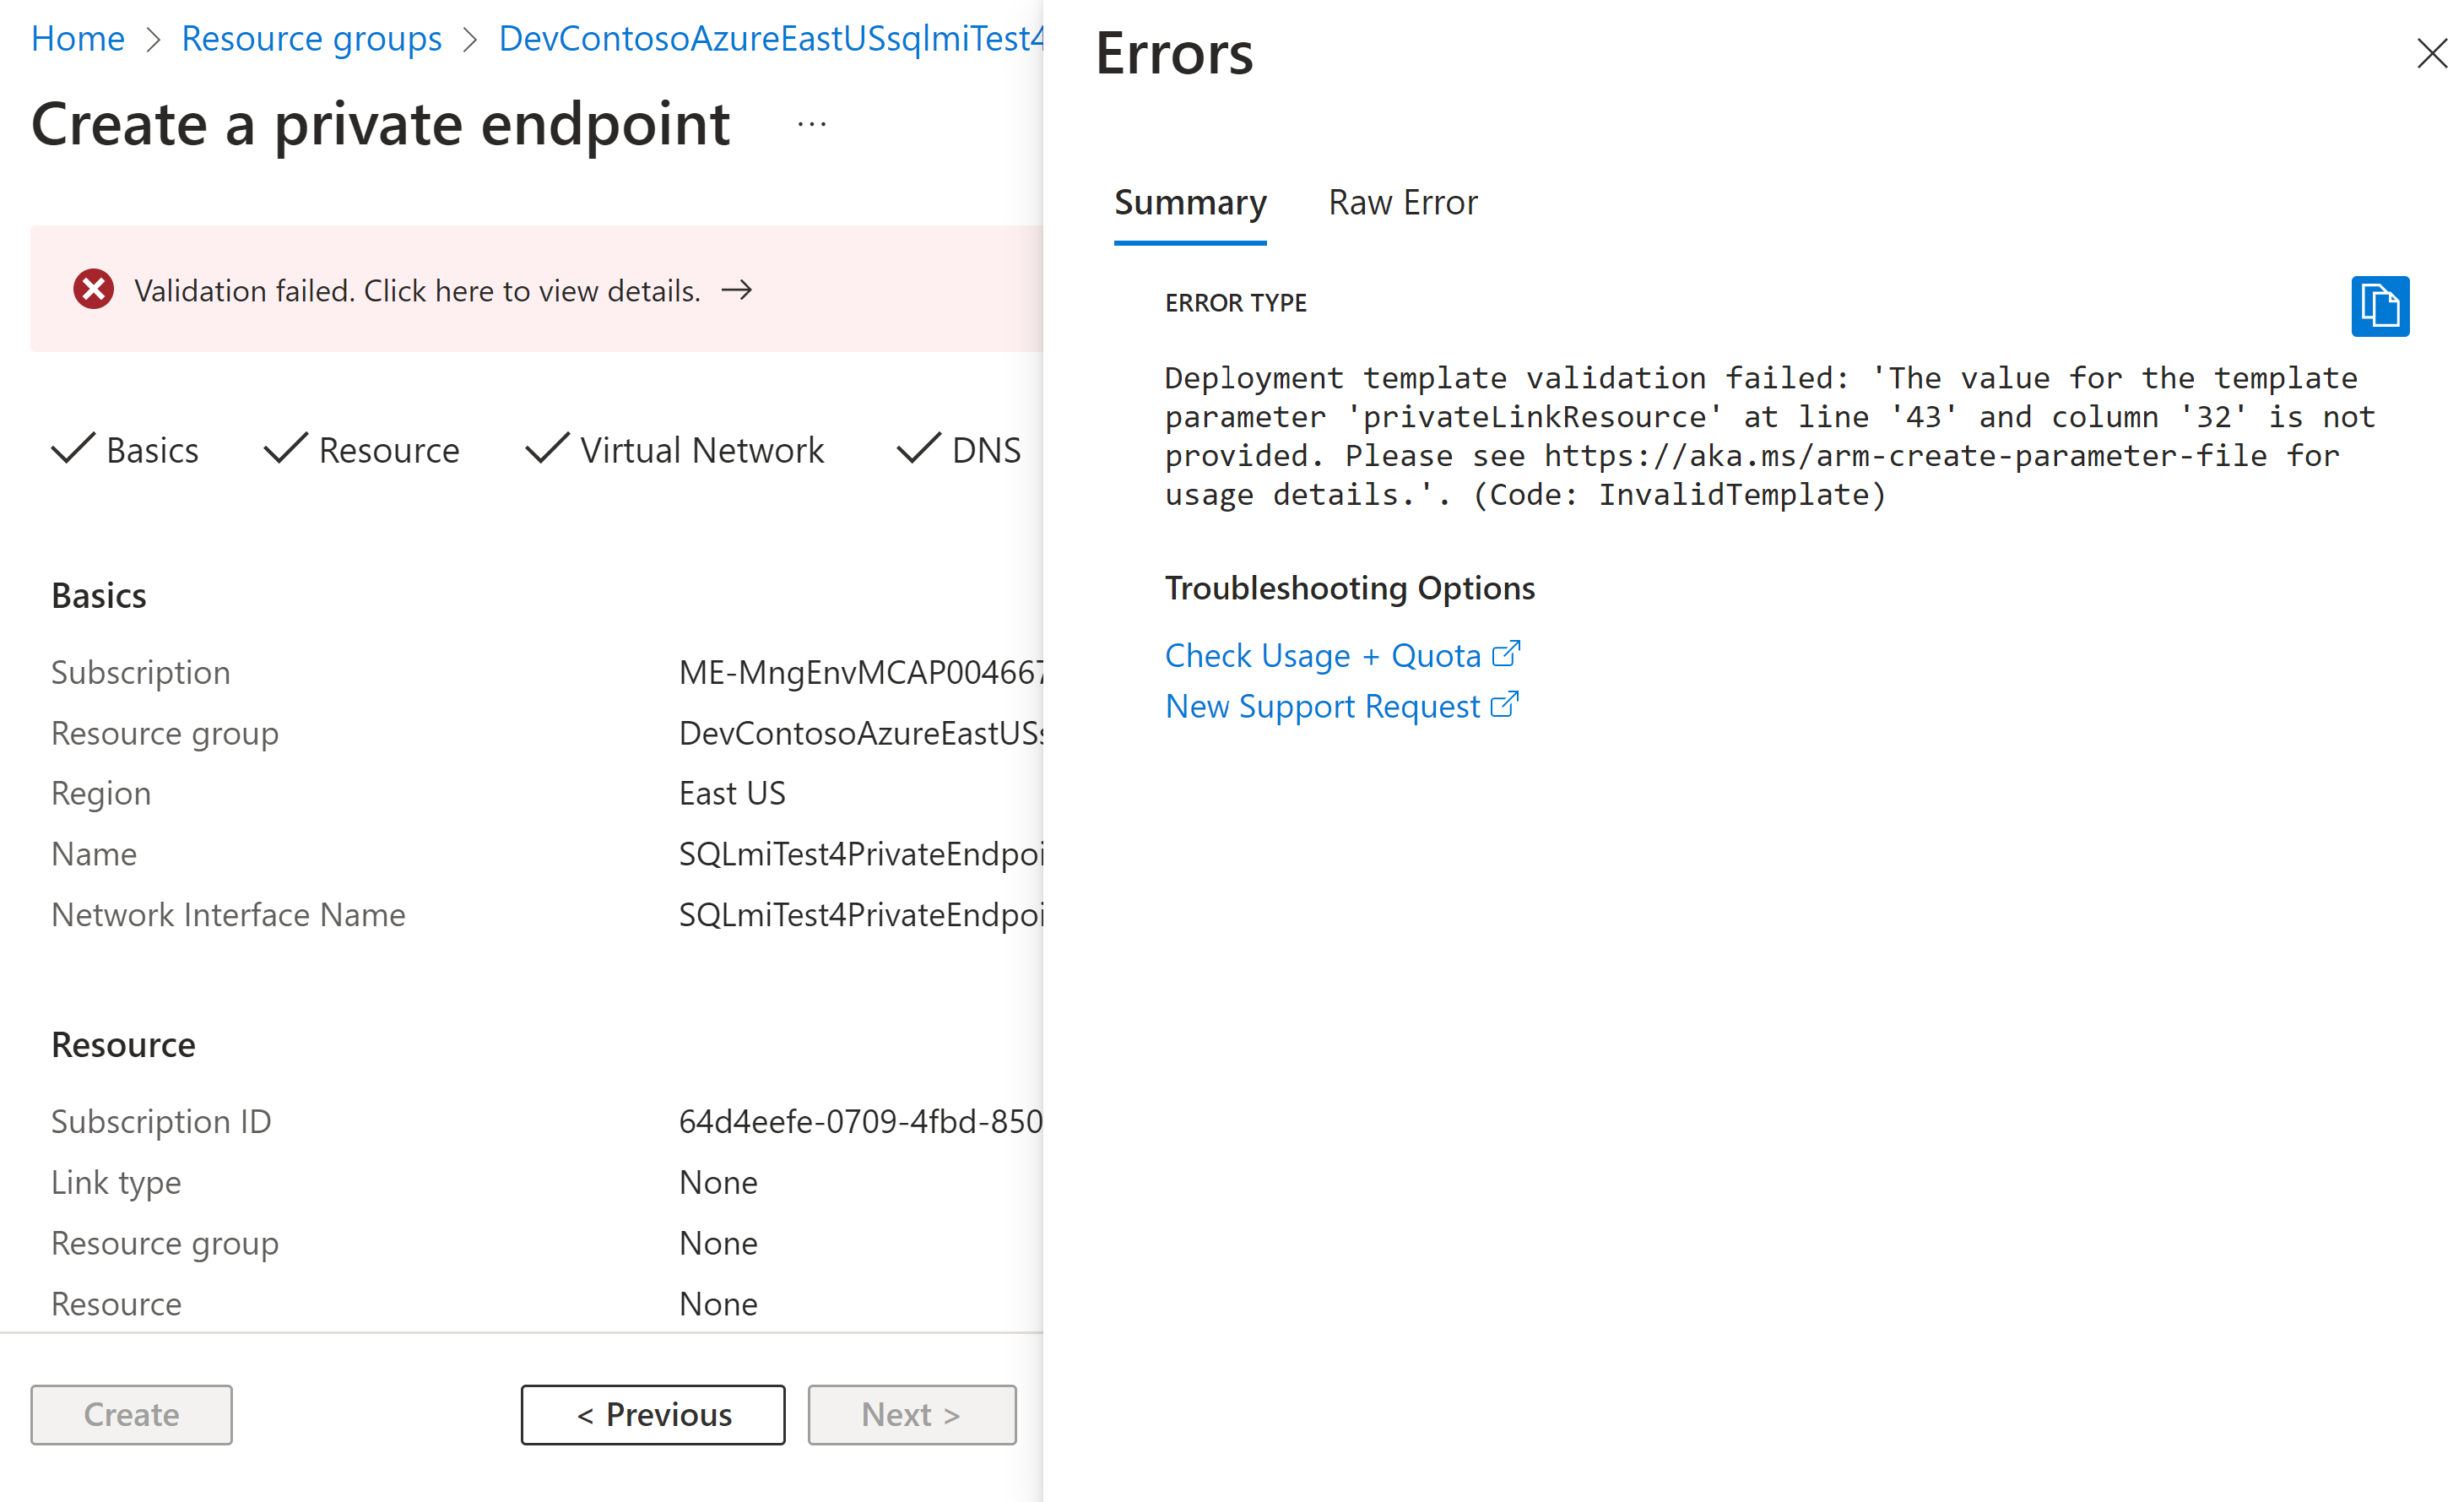 Home > Resource groups > DevContosoAzureEastUSsqlmiTest4
Create a private endpoint ...
Validation failed. Click here to view details. →
Basics Resource Virtual Network DNS
Basics
Subscription ME-MngEnvMCAP004667
Resource group DevContosoAzureEastUSs
Region East US
Name SQLmiTest4PrivateEndpoi
Network Interface Name SQLmiTest4PrivateEndpoi
Resource
Subscription ID 64d4eefe-0709-4fbd-850
Link type None
Resource group None
Resource None
Create < Previous Next >
Errors
Summary Raw Error
ERROR TYPE
Deployment template validation failed: 'The value for the template
parameter 'privateLinkResource' at line '43' and column '32' is not
provided. Please see https://aka.ms/arm-create-parameter-file for
usage details.'. (Code: InvalidTemplate)
Troubleshooting Options
Check Usage + Quota
New Support Request